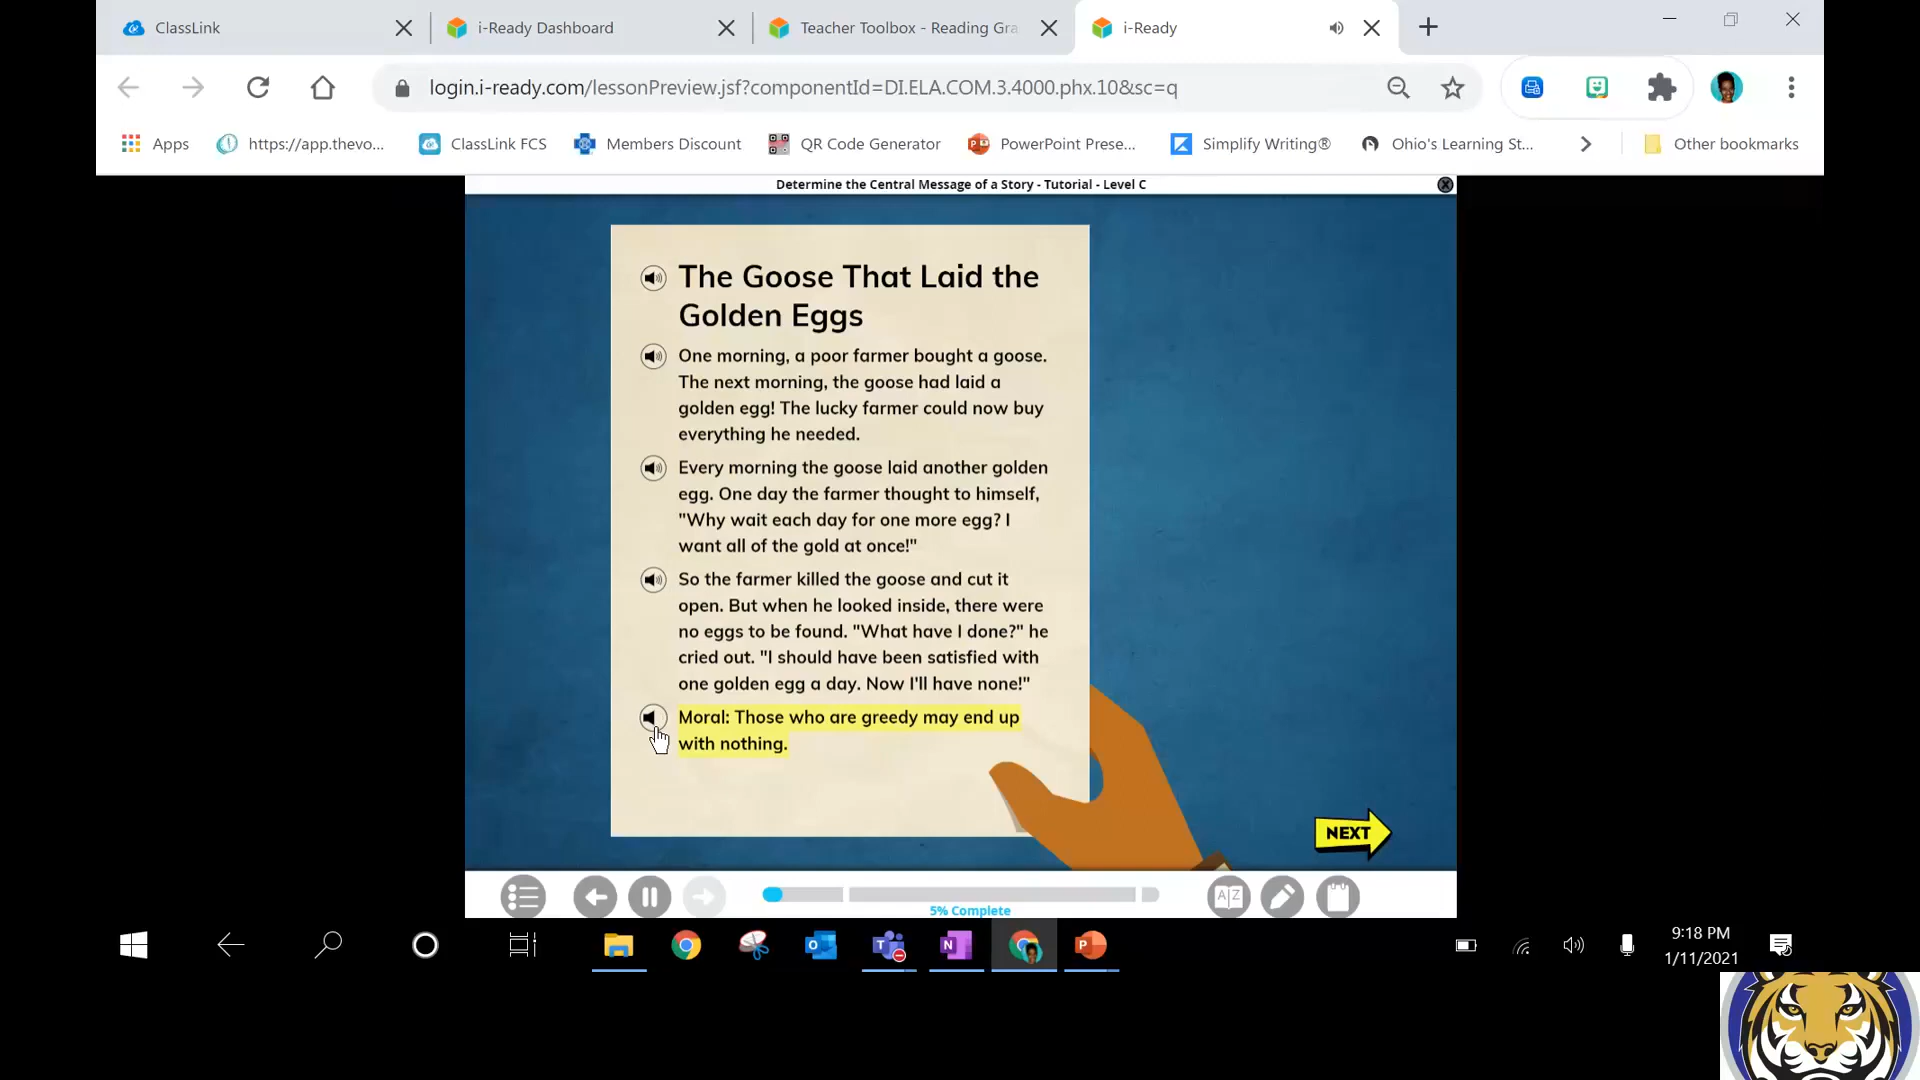 ClassLink
i-Ready Dashboard
Teacher Toolbox - Reading Gra
i-Ready
login.i-ready.com/lessonPreview.jsf?componentId=DI.ELA.COM.3.4000.phx.10&sc=q
Apps
https://app.thevo...
ClassLink FCS
Members Discount
QR Code Generator
PowerPoint Prese...
Simplify Writing®
Ohio's Learning St...
Other bookmarks
Determine the Central Message of a Story - Tutorial - Level C
The Goose That Laid the
Golden Eggs
One morning, a poor farmer bought a goose.
The next morning, the goose had laid a
golden egg! The lucky farmer could now buy
everything he needed.
Every morning the goose laid another golden
egg. One day the farmer thought to himself,
"Why wait each day for one more egg? I
want all of the gold at once!"
So the farmer killed the goose and cut it
open. But when he looked inside, there were
no eggs to be found. "What have I done?" he
cried out. "I should have been satisfied with
one golden egg a day. Now I'll have none!"
Moral: Those who are greedy may end up
with nothing.
NEXT
A Z
5% Complete
9:18 PM
1/11/2021